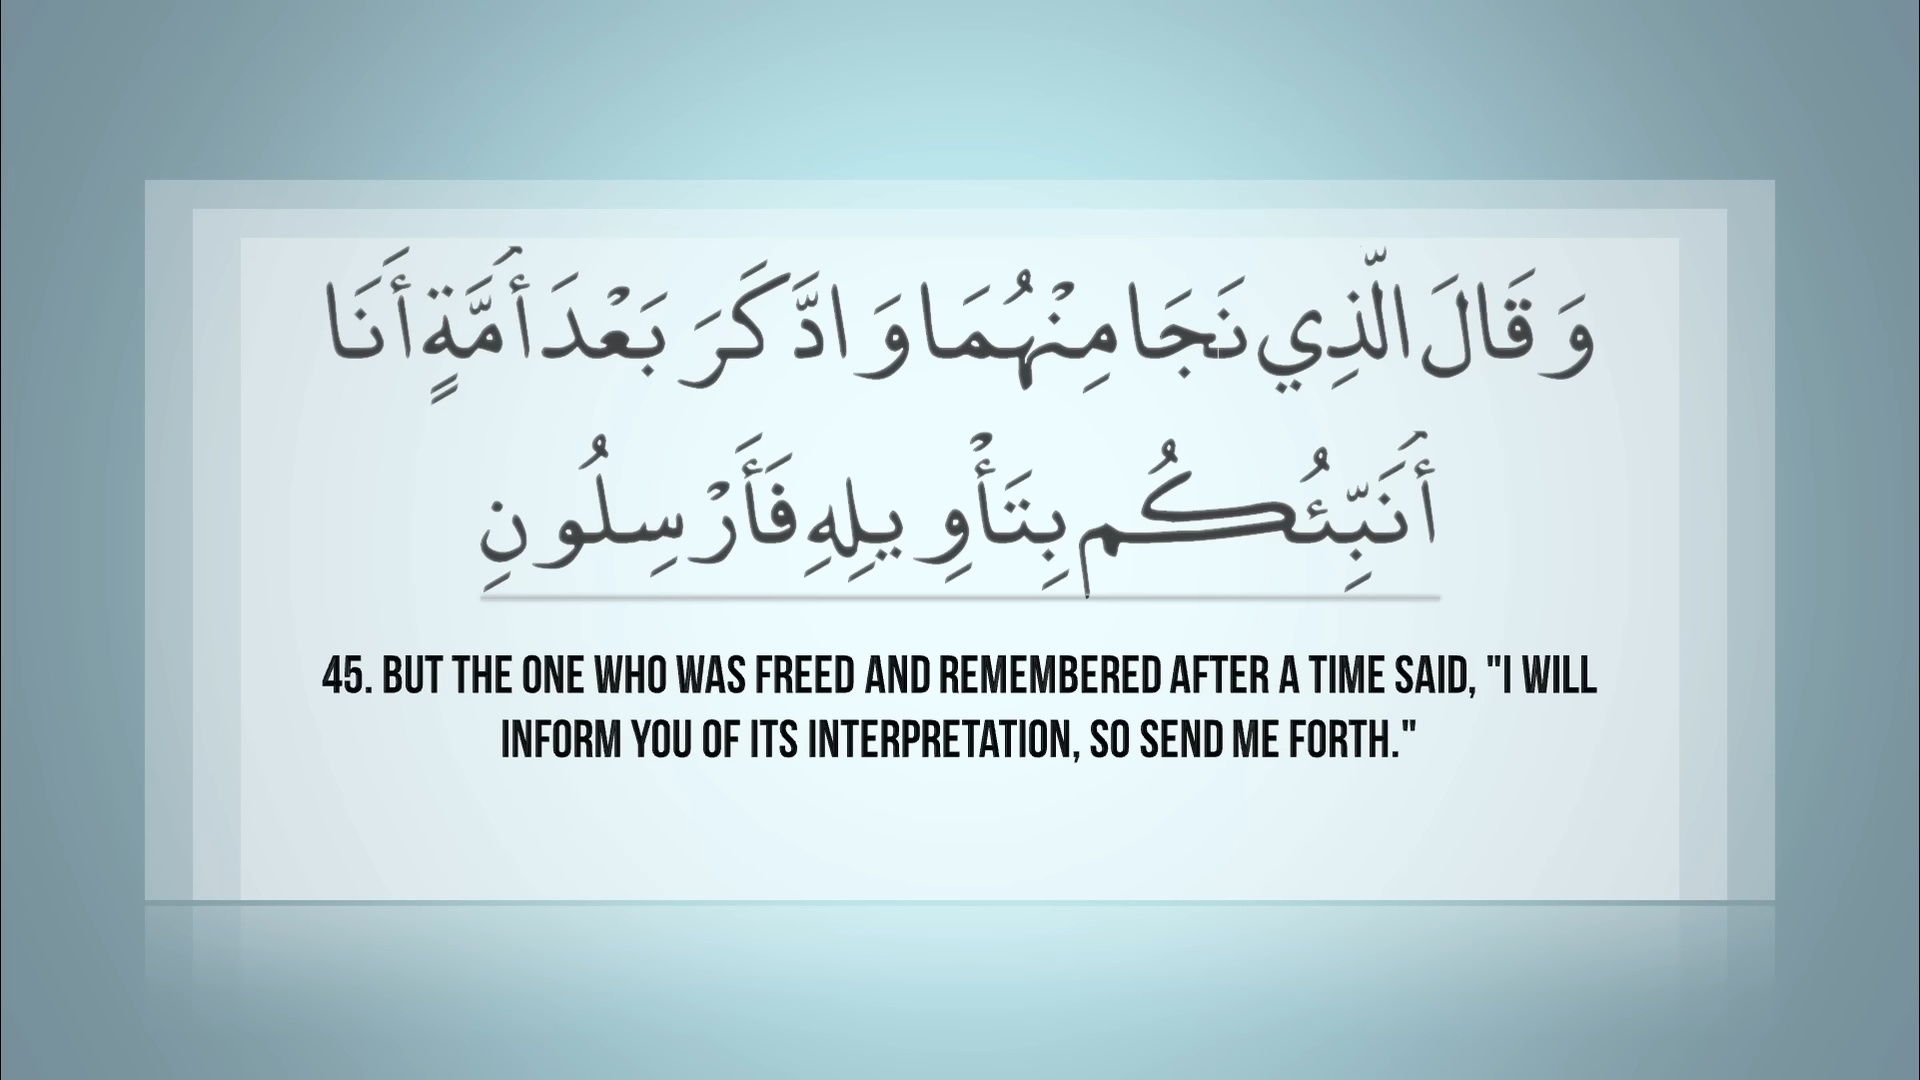 وَقَالَ الَّذِي نَجَا مِنْهُمَا وَادَّكَرَ بَعْدَ أُمَّةٍ أَنَا
أُنَبِّئُكُم بِتَأْوِيلِهِ فَأَرْسِلُونِ
45. BUT THE ONE WHO WAS FREED AND REMEMBERED AFTER A TIME SAID, "I WILL
INFORM YOU OF ITS INTERPRETATION, SO SEND ME FORTH."